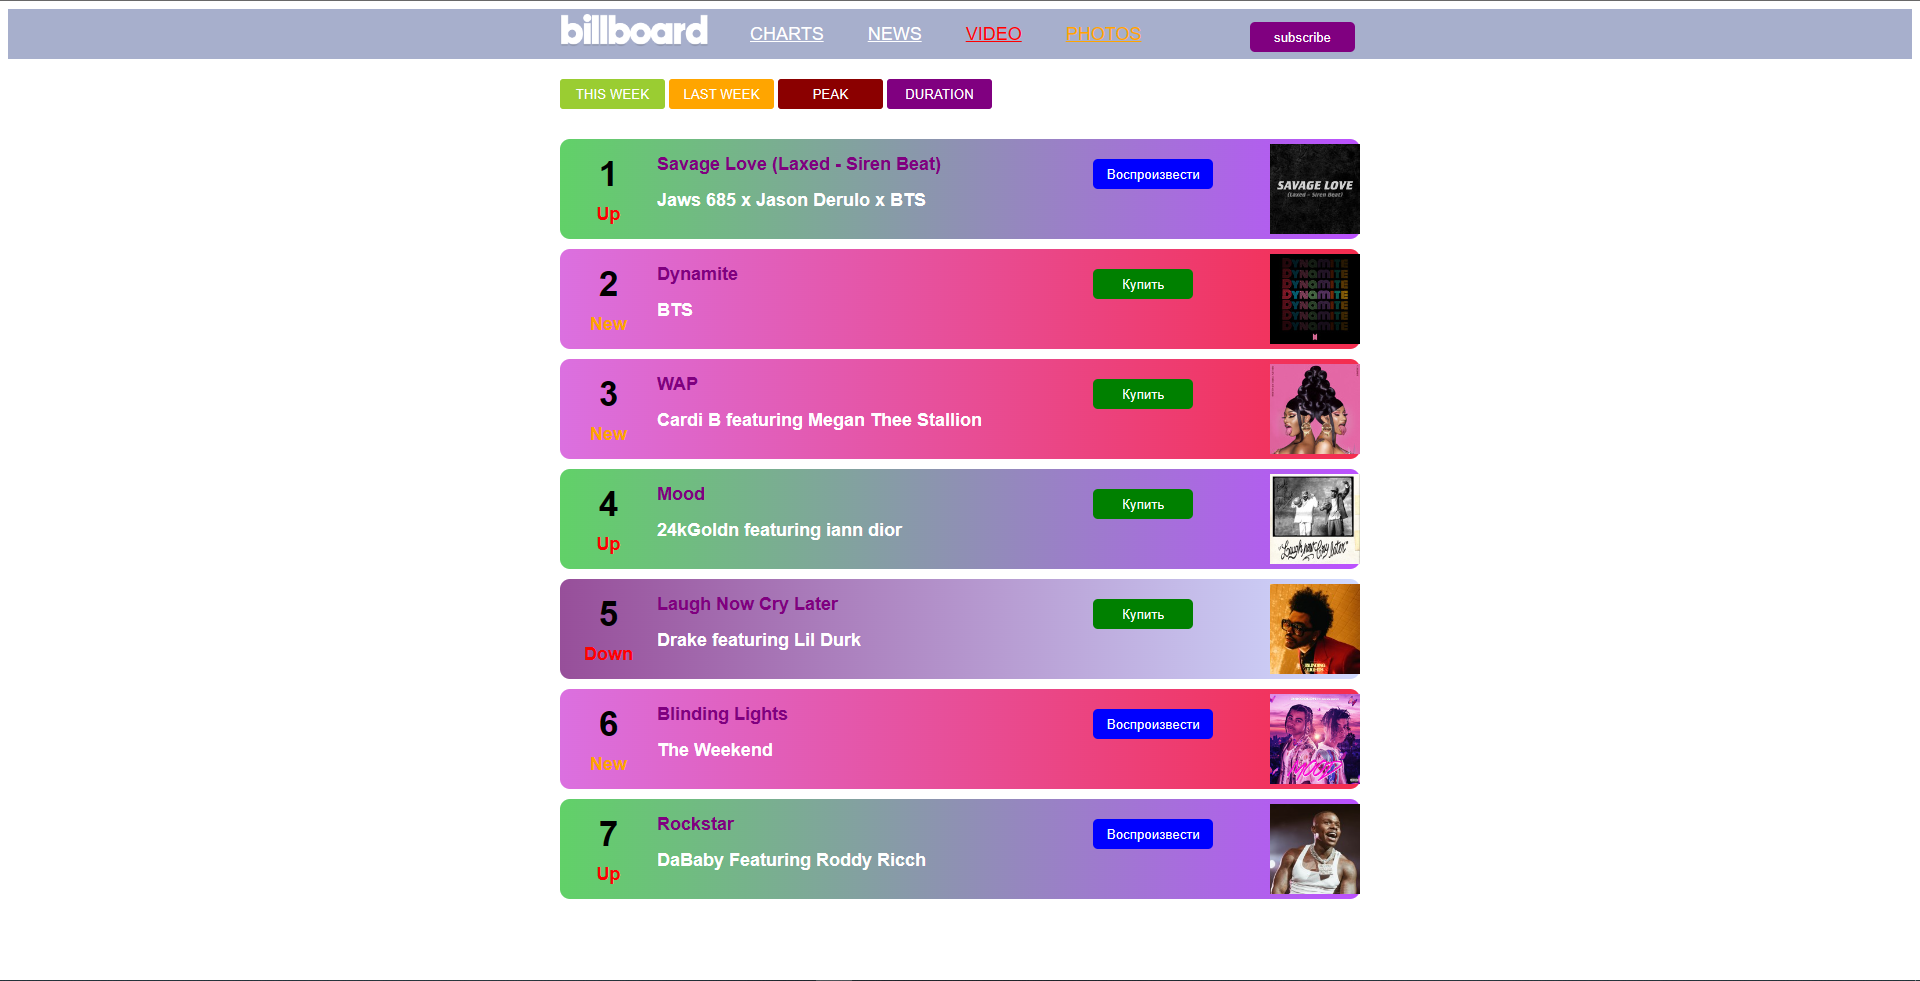 billboard CHARTS NEWS VIDEO PHOTOS subscribe
THIS WEEK LAST WEEK PEAK DURATION
1 Savage Love (Laxed - Siren Beat) Воспроизвести
Up Jaws 685 x Jason Derulo x BTS
SAVAGE LOVE
(Laxed - Siren Beat)
2 Dynamite Купить
New BTS
DYNAMITE
DYNAMITE
DYNAMITE
DYNAMITE
DYNAMITE
DYNAMITE
DYNAMITE
3 WAP Купить
New Cardi B featuring Megan Thee Stallion
4 Mood Купить
Up 24kGoldn featuring iann dior
"Laugh now Cry later"
5 Laugh Now Cry Later Купить
Down Drake featuring Lil Durk
BLINDING
LIGHTS
6 Blinding Lights Воспроизвести
New The Weekend
MOOD
7 Rockstar Воспроизвести
Up DaBaby Featuring Roddy Ricch